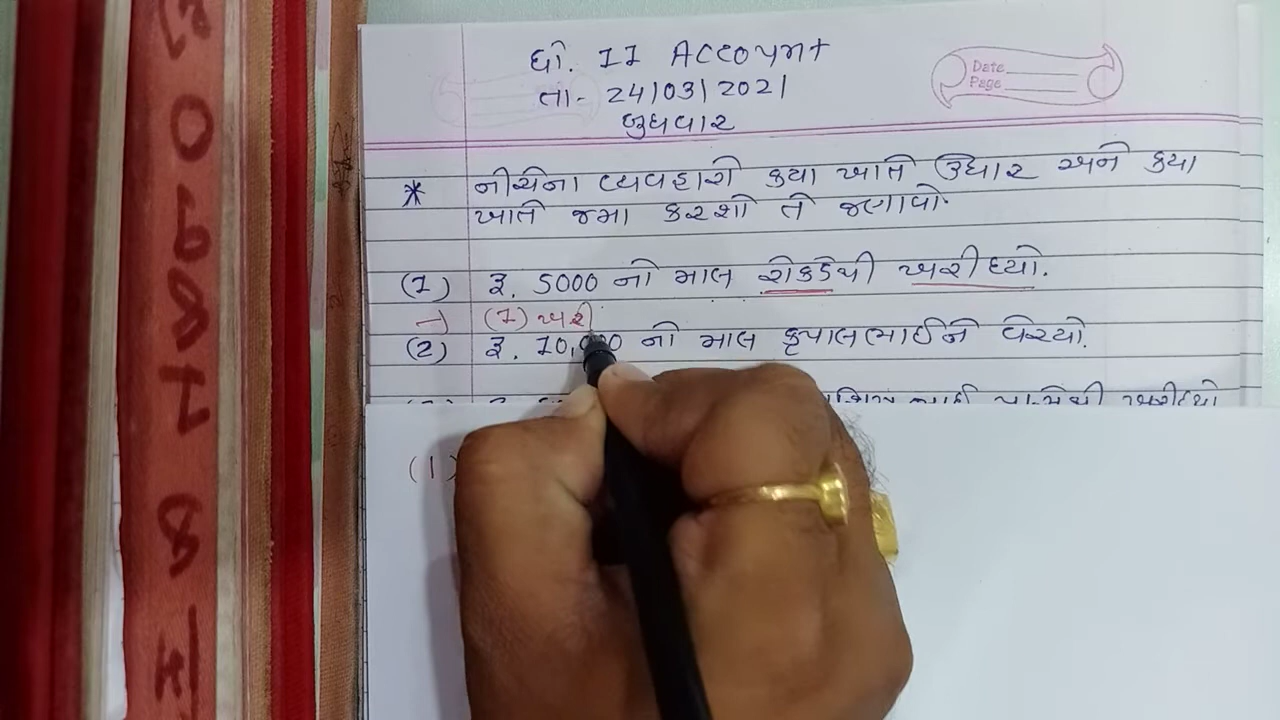 ધો. 11 Account
તા- 24/03/2021
બુધવાર
Date
Page
* નીચેના વ્યવહારો કયા ખાતે ઉધાર અને કયા
ખાતે જમા કરશો તે જણાવો.
(1) રૂ. 5000 નો માલ રોકડેથી ખરીદ્યો.
→ (1) ખરી
(2) રૂ. 10,000 નો માલ કૃપાલભાઈને વેચ્યો.
(1)